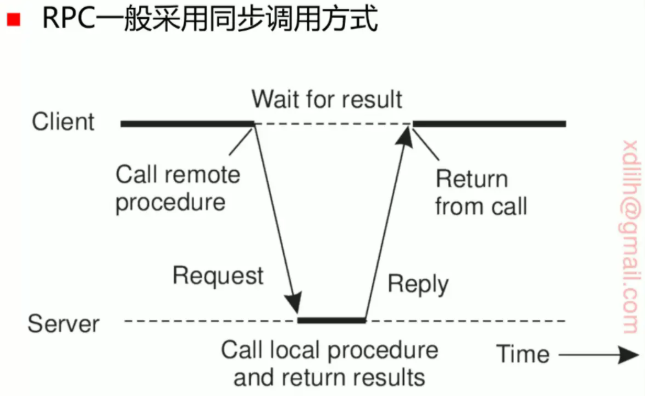 RPC一般采用同步调用方式
Wait for result
Client
Call remote
procedure
Return
from call
Request
Reply
Server
Call local procedure
and return results
Time
xdlilh@gmail.com